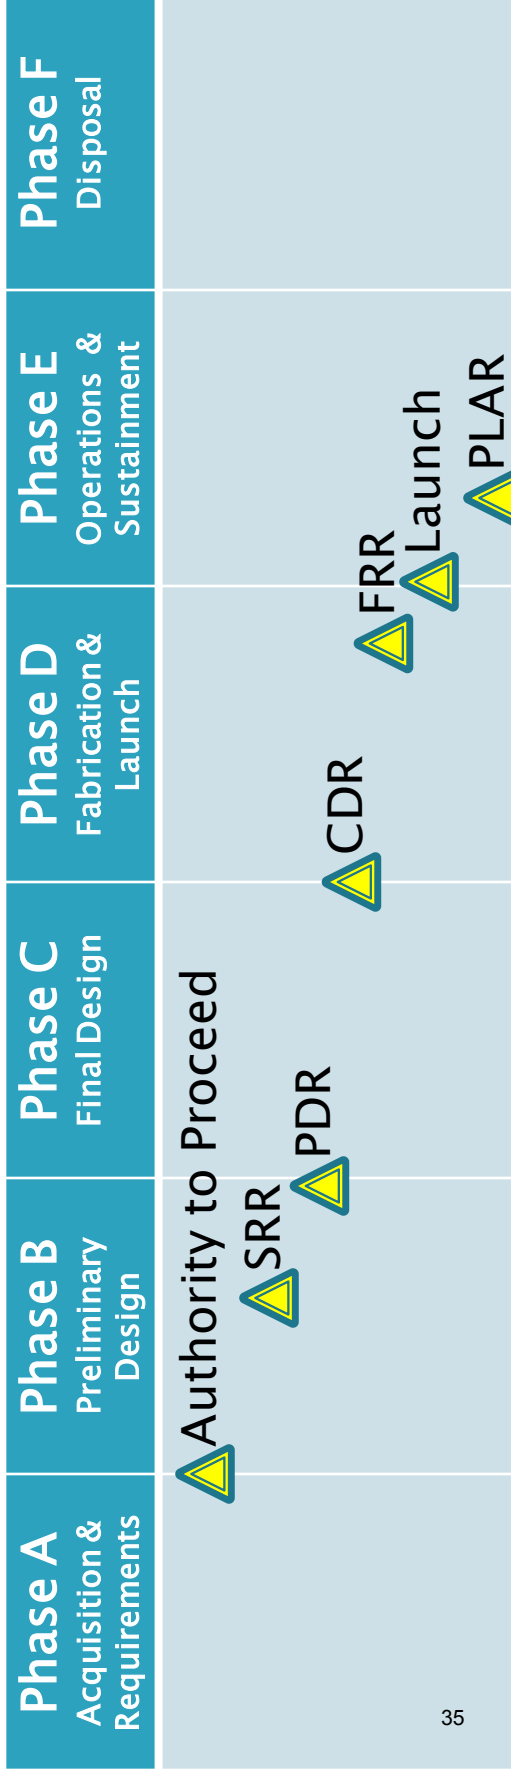 Phase A
Acquisition &
Requirements
Phase B
Preliminary
Design
Phase C
Final Design
Phase D
Fabrication &
Launch
Phase E
Operations &
Sustainment
Phase F
Disposal
Authority to Proceed
SRR
PDR
CDR
FRR
Launch
PLAR
35